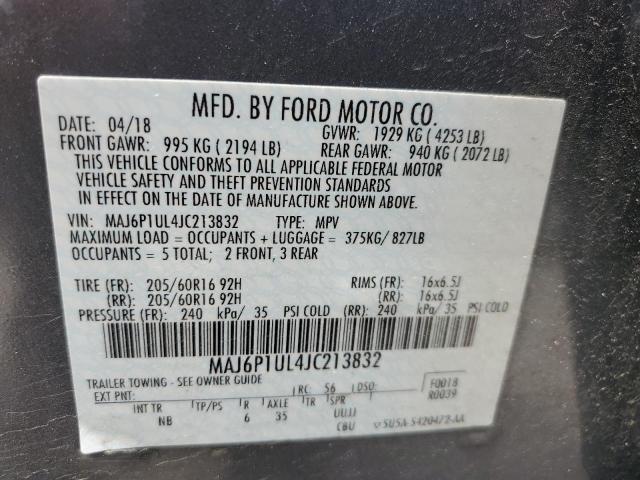 MFD. BY FORD MOTOR CO.
DATE: 04/18 GVWR: 1929 KG ( 4253 LB)
FRONT GAWR: 995 KG ( 2194 LB) REAR GAWR: 940 KG ( 2072 LB)
THIS VEHICLE CONFORMS TO ALL APPLICABLE FEDERAL MOTOR
VEHICLE SAFETY AND THEFT PREVENTION STANDARDS
IN EFFECT ON THE DATE OF MANUFACTURE SHOWN ABOVE.
VIN: MAJ6P1UL4JC213832 TYPE: MPV
MAXIMUM LOAD = OCCUPANTS + LUGGAGE = 375KG/ 827LB
OCCUPANTS = 5 TOTAL; 2 FRONT, 3 REAR
TIRE (FR): 205/60R16 92H RIMS (FR): 16x6.5J
(RR): 205/60R16 92H (RR): 16x6.5J
PRESSURE (FR): 240 kPa/ 35 PSI COLD (RR): 240 kPa/ 35 PSI COLD
MAJ6P1UL4JC213832
TRAILER TOWING - SEE OWNER GUIDE
EXT PNT: RC: 56 DSO: F0018
R0039
INT TR TP/PS R AXLE TR SPR
NB 6 35 UUJJ
CBU 5U5A-5420472-AA